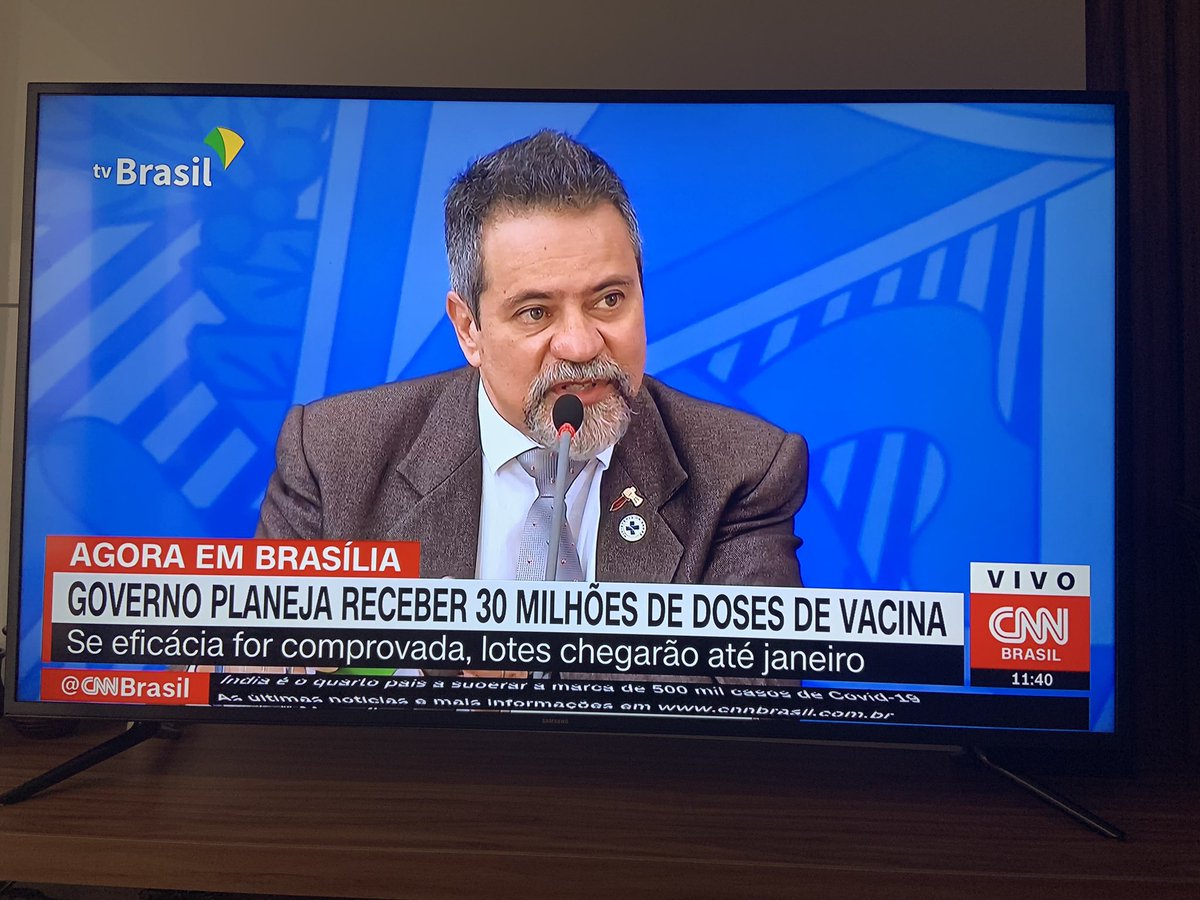 tv Brasil
AGORA EM BRASÍLIA
GOVERNO PLANEJA RECEBER 30 MILHÕES DE DOSES DE VACINA
Se eficácia for comprovada, lotes chegarão até janeiro
VIVO
CNN
BRASIL
11:40
@CNNBrasil
Índia é o quarto país a superar a marca de 500 mil casos de Covid-19
As últimas notícias e mais informações em www.cnnbrasil.com.br
SAMSUNG